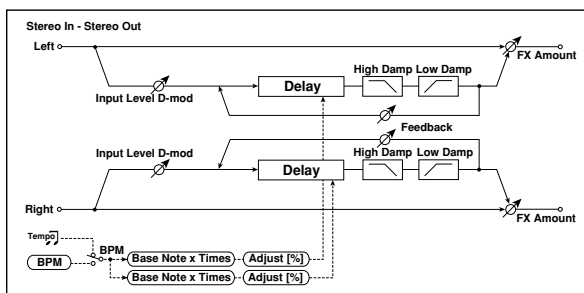 Stereo In - Stereo Out
Left
FX Amount
High Damp Low Damp
Delay
Input Level D-mod
Feedback
Input Level D-mod
High Damp Low Damp
Delay
Right
FX Amount
Tempo
BPM
BPM
Base Note x Times Adjust [%]
Base Note x Times Adjust [%]